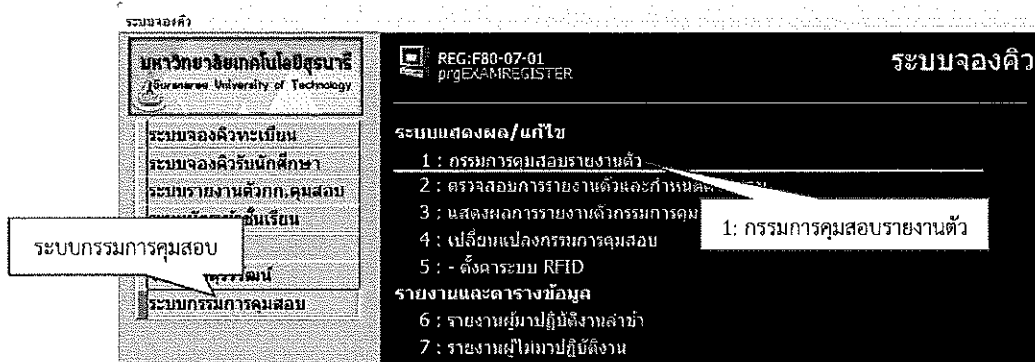 ระบบจองคิว
มหาวิทยาลัยเทคโนโลยีสุรนารี
Suranaree University of Technology
ระบบจองคิวทะเบียน
ระบบจองคิวรับนักศึกษา
ระบบรายงานตัวกก.คุมสอบ
ชั้นเรียน
ระบบกรรมการคุมสอบ
REG:F80-07-01
prgEXAMREGISTER
ระบบจองคิว
ระบบแสดงผล/แก้ไข
1 : กรรมการคุมสอบรายงานตัว
2 : ตรวจสอบการรายงานตัวและกำหนด
3 : แสดงผลการรายงานตัวกรรมการคุม
4 : เปลี่ยนแปลงกรรมการคุมสอบ
5 : - ตั้งค่าระบบ RFID
รายงานและตารางข้อมูล
6 : รายงานผู้มาปฏิบัติงานล่าช้า
7 : รายงานผู้ไม่มาปฏิบัติงาน
ระบบกรรมการคุมสอบ
1: กรรมการคุมสอบรายงานตัว